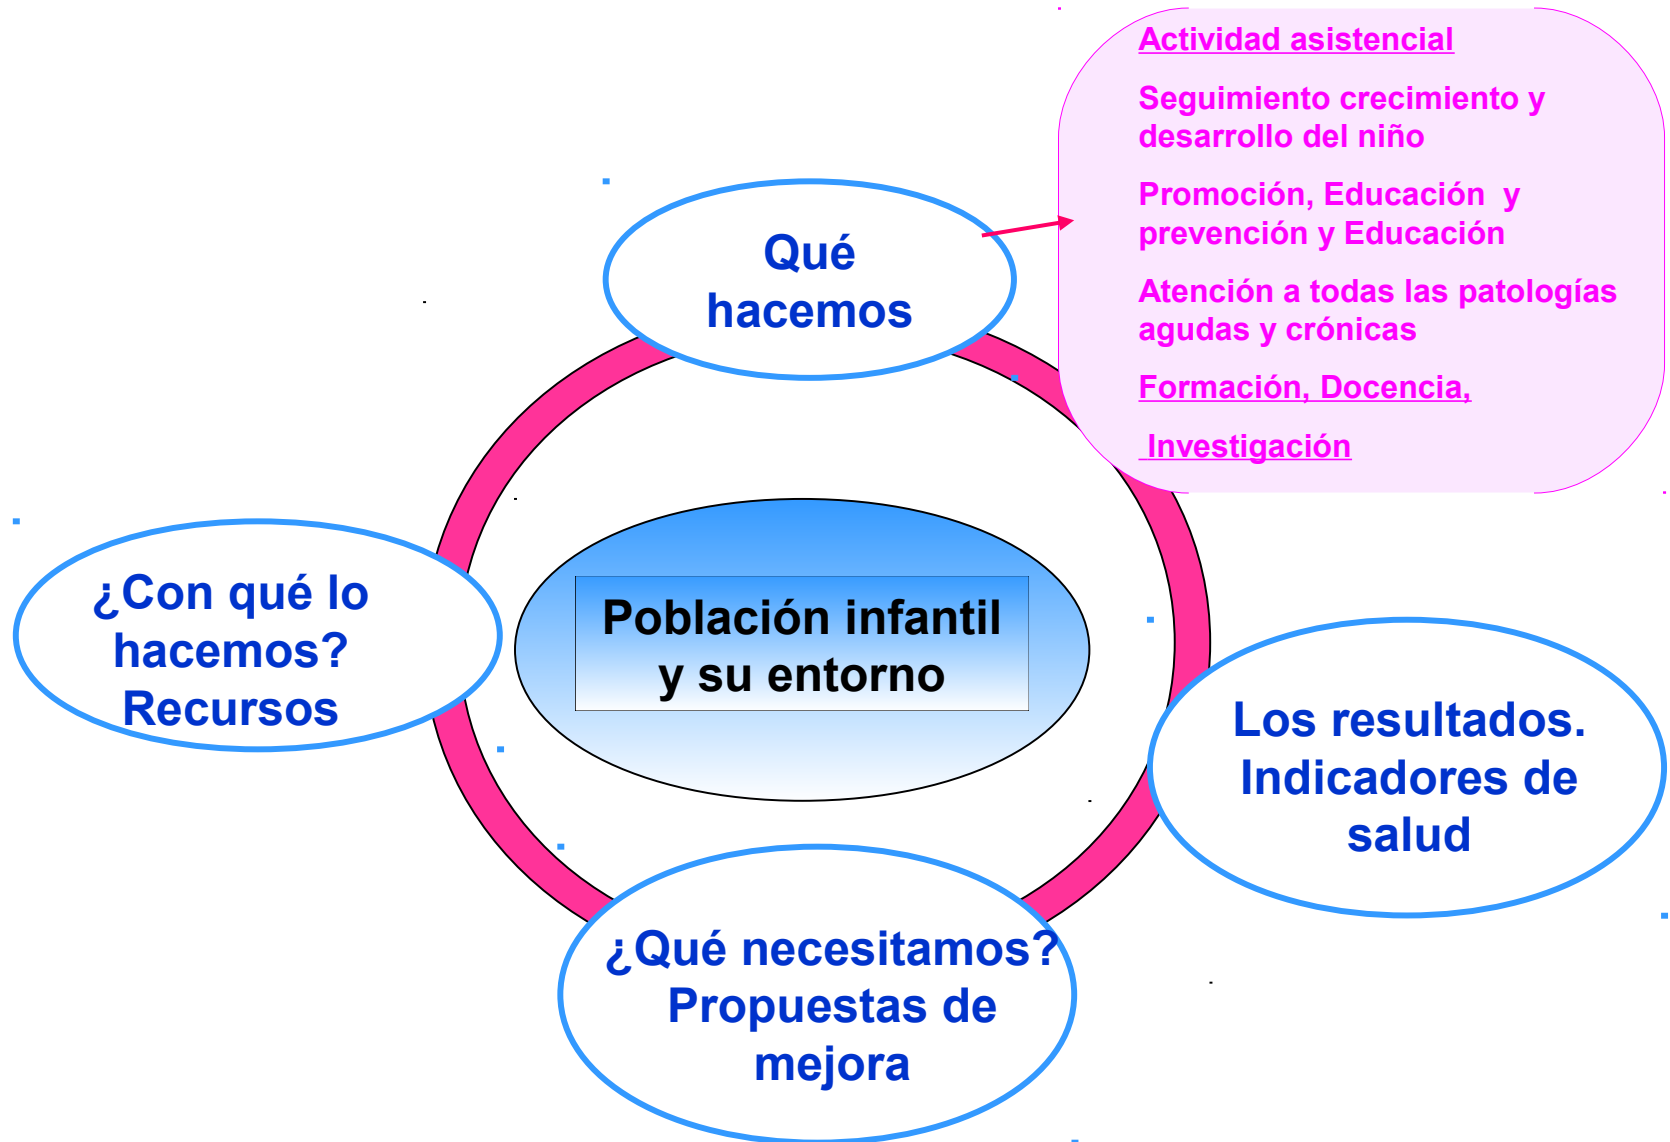 Actividad asistencial
Seguimiento crecimiento y
desarrollo del niño
Promoción, Educación  y
prevención y Educación
Atención a todas las patologías
agudas y crónicas
Formación, Docencia,
Investigación
Qué
hacemos
¿Con qué lo
hacemos?
Recursos
Población infantil
y su entorno
Los resultados.
Indicadores de
salud
¿Qué necesitamos?
Propuestas de
mejora